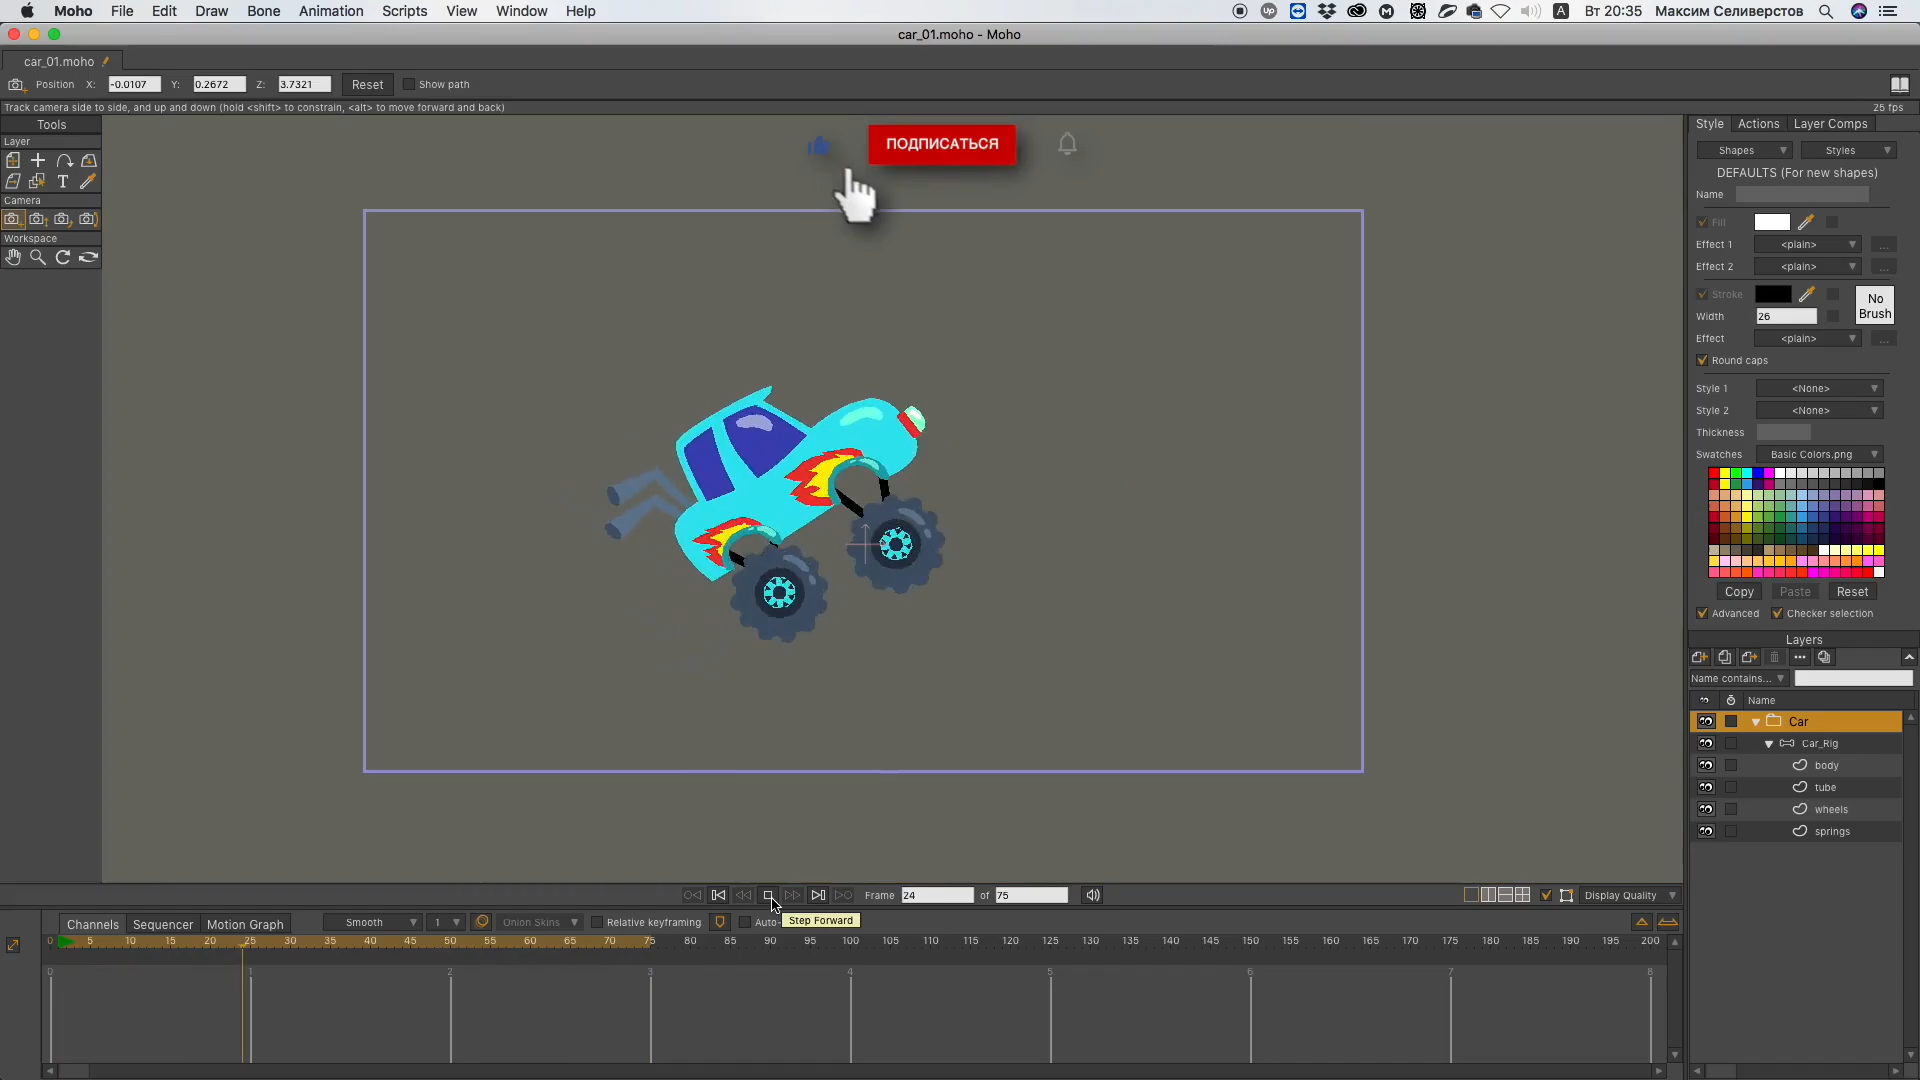 Moho File Edit Draw Bone Animation Scripts View Window Help
A Вт 20:35 Максим Селиверстов
car_01.moho - Moho
car_01.moho
Position X: -0.0107 Y: 0.2672 Z: 3.7321 Reset Show path
Track camera side to side, and up and down (hold <shift> to constrain, <alt> to move forward and back)
25 fps
Tools
Layer
T
Camera
Workspace
ПОДПИСАТЬСЯ
Style Actions Layer Comps
Shapes Styles
DEFAULTS (For new shapes)
Name
Fill
Effect 1 <plain> ...
Effect 2 <plain> ...
Stroke
No Brush
Width 26
Effect <plain> ...
Round caps
Style 1 <None>
Style 2 <None>
Thickness
Swatches Basic Colors.png
Copy Paste Reset
Advanced Checker selection
Layers
Name contains...
Name
Car
Car_Rig
body
tube
wheels
springs
Frame 24 of 75
Display Quality
Channels Sequencer Motion Graph Smooth 1 Onion Skins Relative keyframing Auto-
Step Forward
0 5 10 15 20 25 30 35 40 45 50 55 60 65 70 75 80 85 90 95 100 105 110 115 120 125 130 135 140 145 150 155 160 165 170 175 180 185 190 195 200
0 1 2 3 4 5 6 7 8